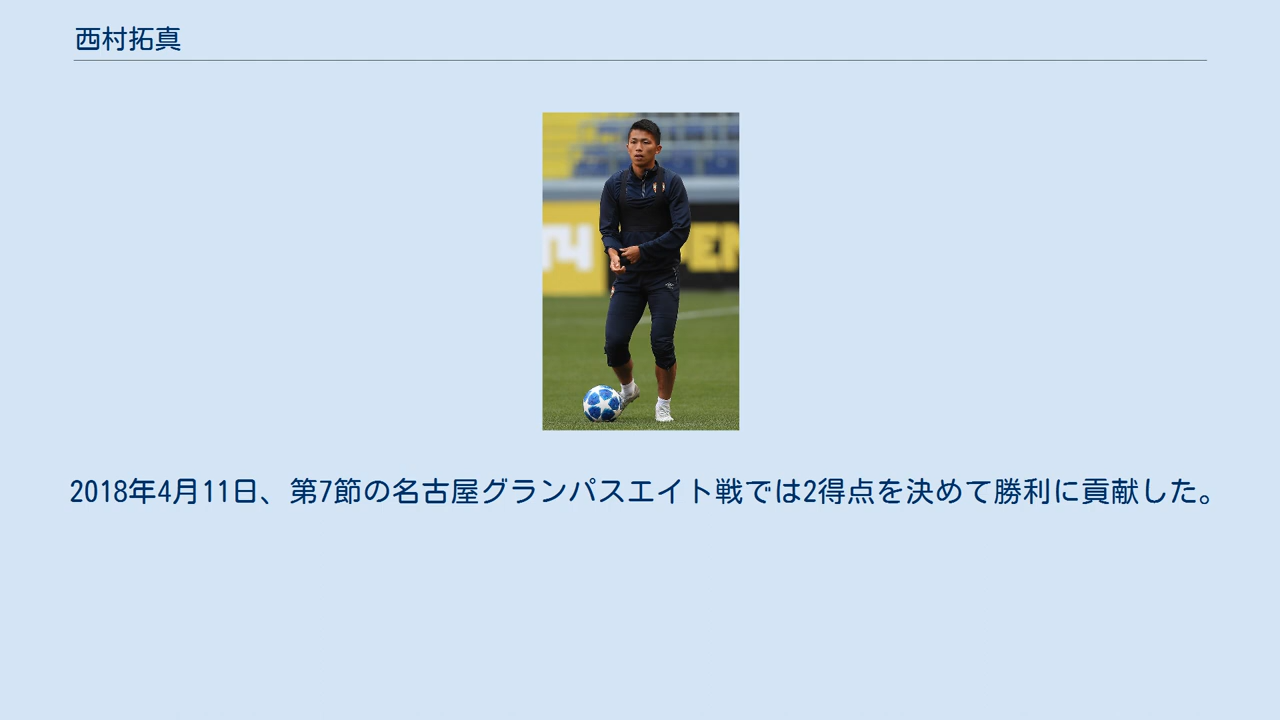 西村拓真
2018年4月11日、第7節の名古屋グランパスエイト戦では2得点を決めて勝利に貢献した。